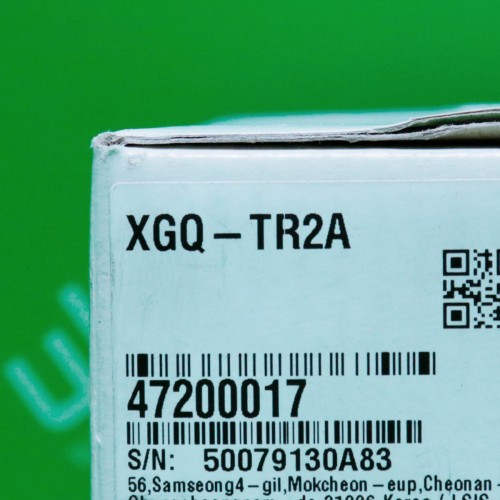 XGQ-TR2A
47200017
S/N: 50079130A83
56,Samseong4-gil,Mokcheon-eup,Cheonan-